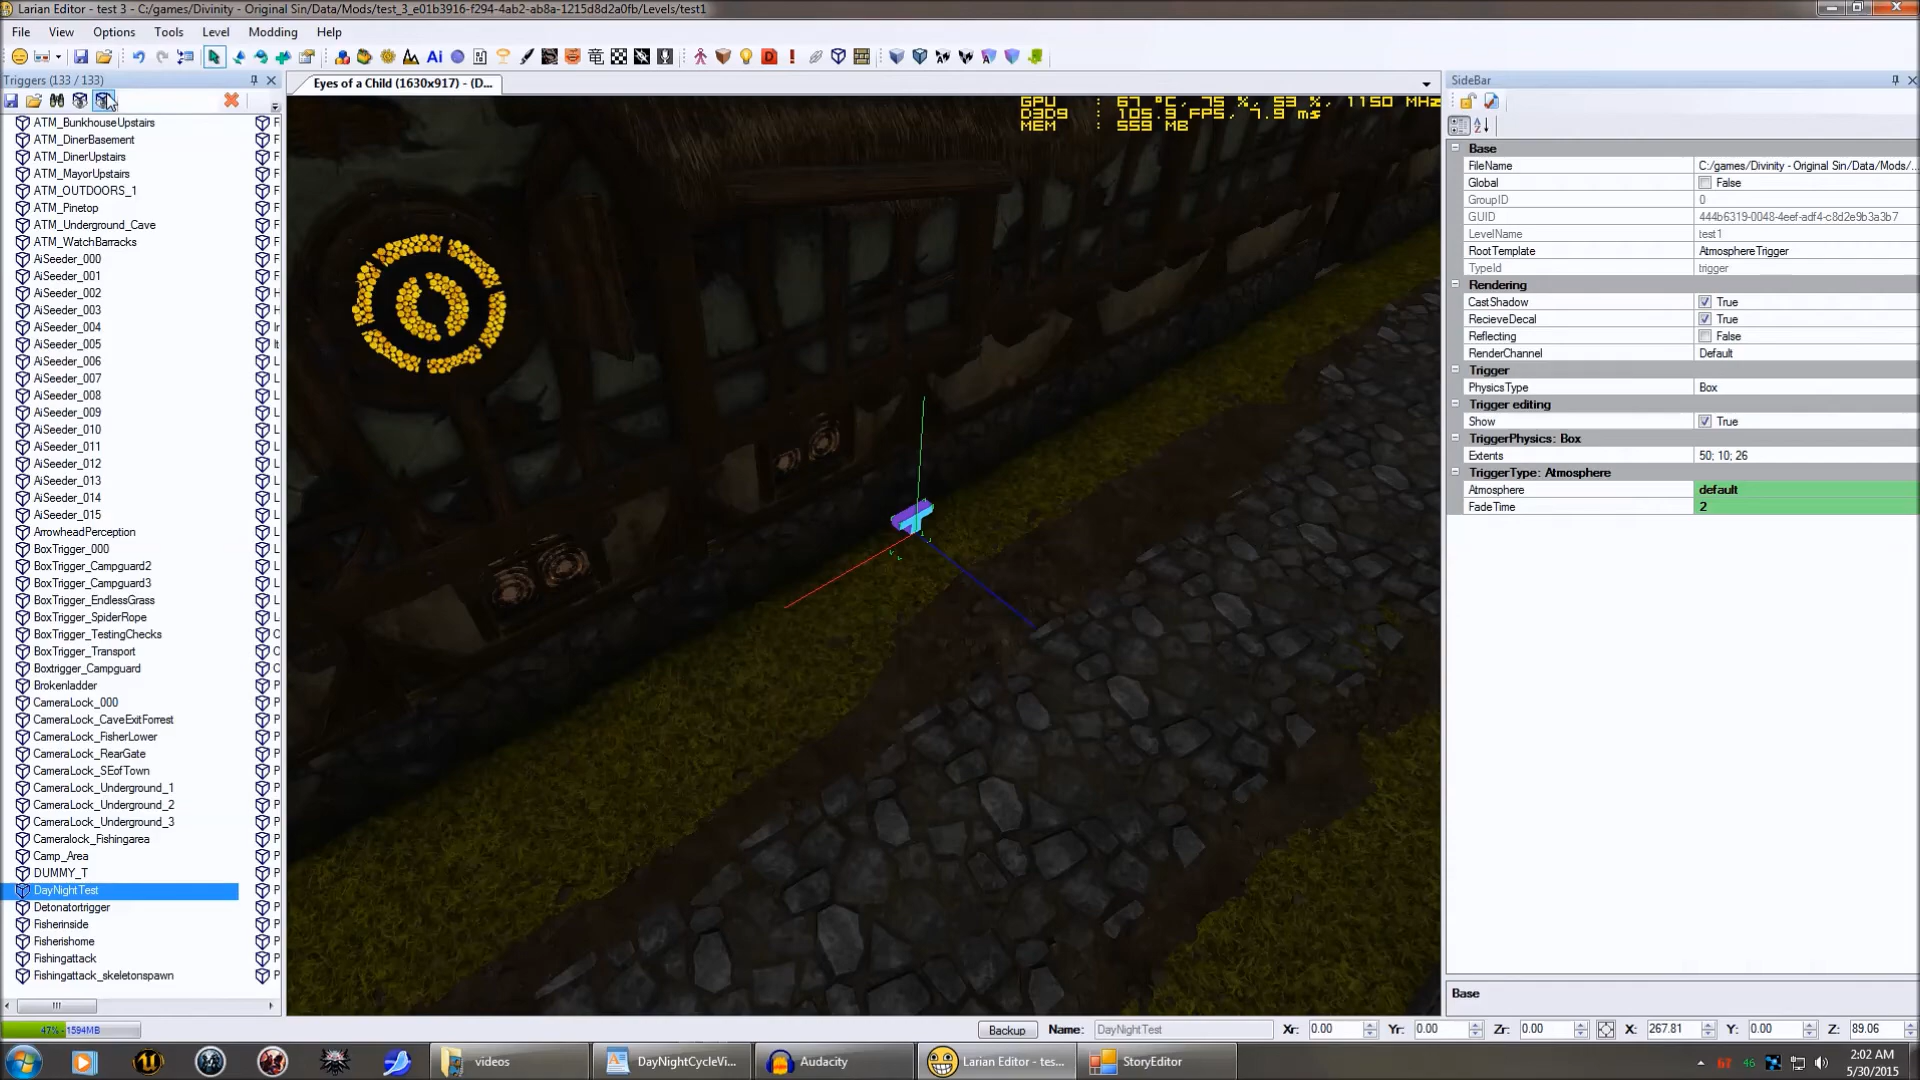 Larian Editor - test 3 - C:/games/Divinity - Original Sin/Data/Mods/test_3_e01b3916-f294-4ab2-ab8a-1215d8d2a0fb/Levels/test1
File View Options Tools Level Modding Help
Triggers (133 / 133)
Eyes of a Child (1630x917) - (D...
SideBar
GPU : 67 °C, 75 %, 53 %, 1150 MHz
D3D9 : 105.9 FPS, 7.9 ms
MEM : 559 MB
ATM_BunkhouseUpstairs F
ATM_DinerBasement F
ATM_DinerUpstairs F
ATM_MayorUpstairs F
ATM_OUTDOORS_1 F
ATM_Pinetop F
ATM_Underground_Cave F
ATM_WatchBarracks F
AiSeeder_000 F
AiSeeder_001 F
AiSeeder_002 H
AiSeeder_003 H
AiSeeder_004 Ir
AiSeeder_005 It
AiSeeder_006 L
AiSeeder_007 L
AiSeeder_008 L
AiSeeder_009 L
AiSeeder_010 L
AiSeeder_011 L
AiSeeder_012 L
AiSeeder_013 L
AiSeeder_014 L
AiSeeder_015 L
ArrowheadPerception L
BoxTrigger_000 L
BoxTrigger_Campguard2 L
BoxTrigger_Campguard3 L
BoxTrigger_EndlessGrass L
BoxTrigger_SpiderRope L
BoxTrigger_TestingChecks C
BoxTrigger_Transport C
Boxtrigger_Campguard C
Brokenladder P
CameraLock_000 P
CameraLock_CaveExitForrest P
CameraLock_FisherLower P
CameraLock_RearGate P
CameraLock_SEofTown P
CameraLock_Underground_1 P
CameraLock_Underground_2 P
CameraLock_Underground_3 P
Cameralock_Fishingarea P
Camp_Area P
DUMMY_T P
DayNightTest P
Detonatortrigger P
Fisherinside P
Fisherishome P
Fishingattack P
Fishingattack_skeletonspawn P
Base
FileName C:/games/Divinity - Original Sin/Data/Mods/...
Global False
GroupID 0
GUID 444b6319-0048-4eef-adf4-c8d2e9b3a3b7
LevelName test1
RootTemplate AtmosphereTrigger
TypeId trigger
Rendering
CastShadow True
RecieveDecal True
Reflecting False
RenderChannel Default
Trigger
PhysicsType Box
Trigger editing
Show True
TriggerPhysics: Box
Extents 50; 10; 26
TriggerType: Atmosphere
Atmosphere default
FadeTime 2
Base
47% - 1594MB
Backup Name: DayNightTest Xr: 0.00 Yr: 0.00 Zr: 0.00 X: 267.81 Y: 0.00 Z: 89.06
videos DayNightCycleVi... Audacity Larian Editor - tes... StoryEditor
67 46
2:02 AM
5/30/2015